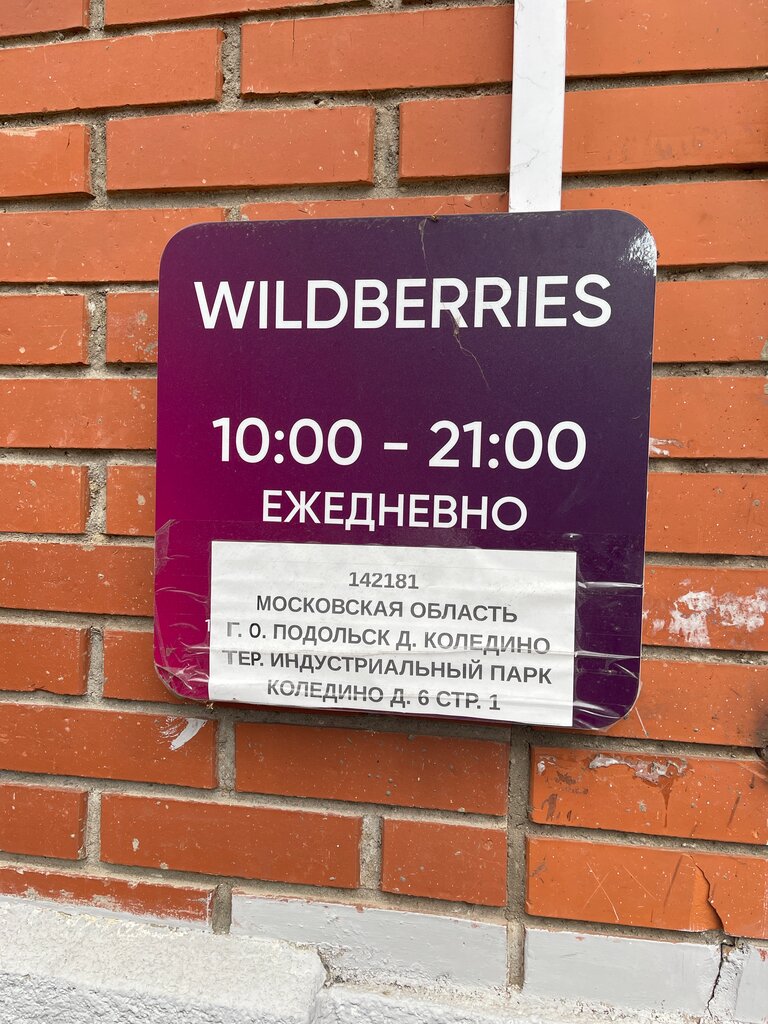 WILDBERRIES
10:00 - 21:00
ЕЖЕДНЕВНО
142181
МОСКОВСКАЯ ОБЛАСТЬ
Г. О. ПОДОЛЬСК Д. КОЛЕДИНО
ТЕР. ИНДУСТРИАЛЬНЫЙ ПАРК
КОЛЕДИНО Д. 6 СТР. 1